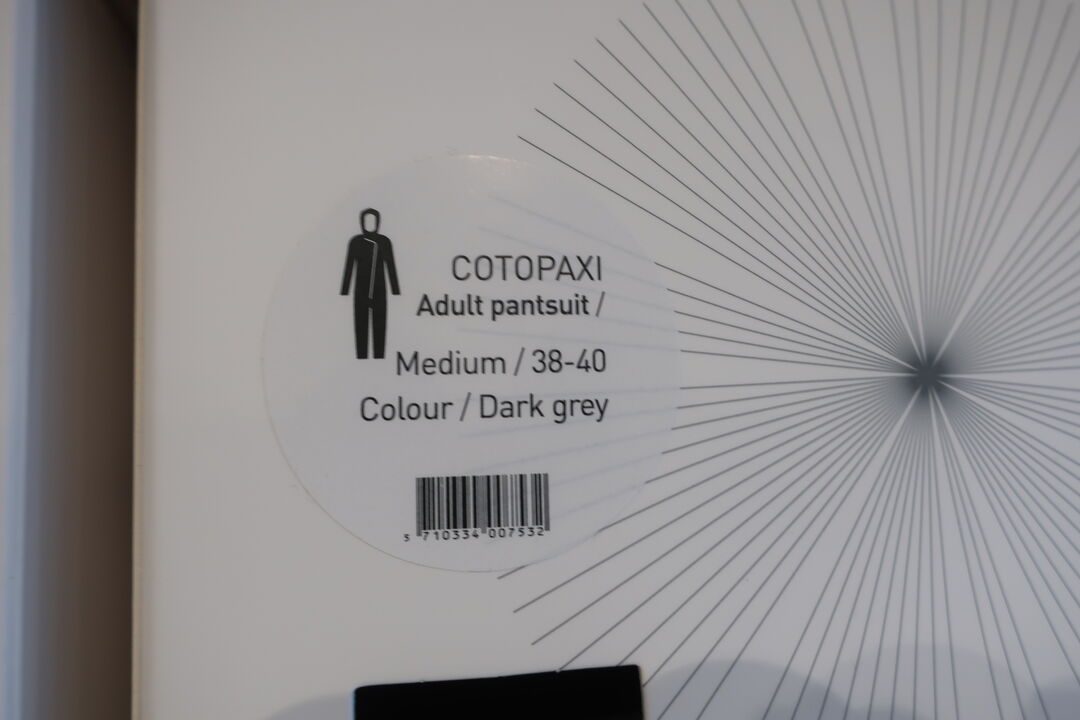 COTOPAXI
Adult pantsuit /
Medium / 38-40
Colour / Dark grey
5 710334 007532